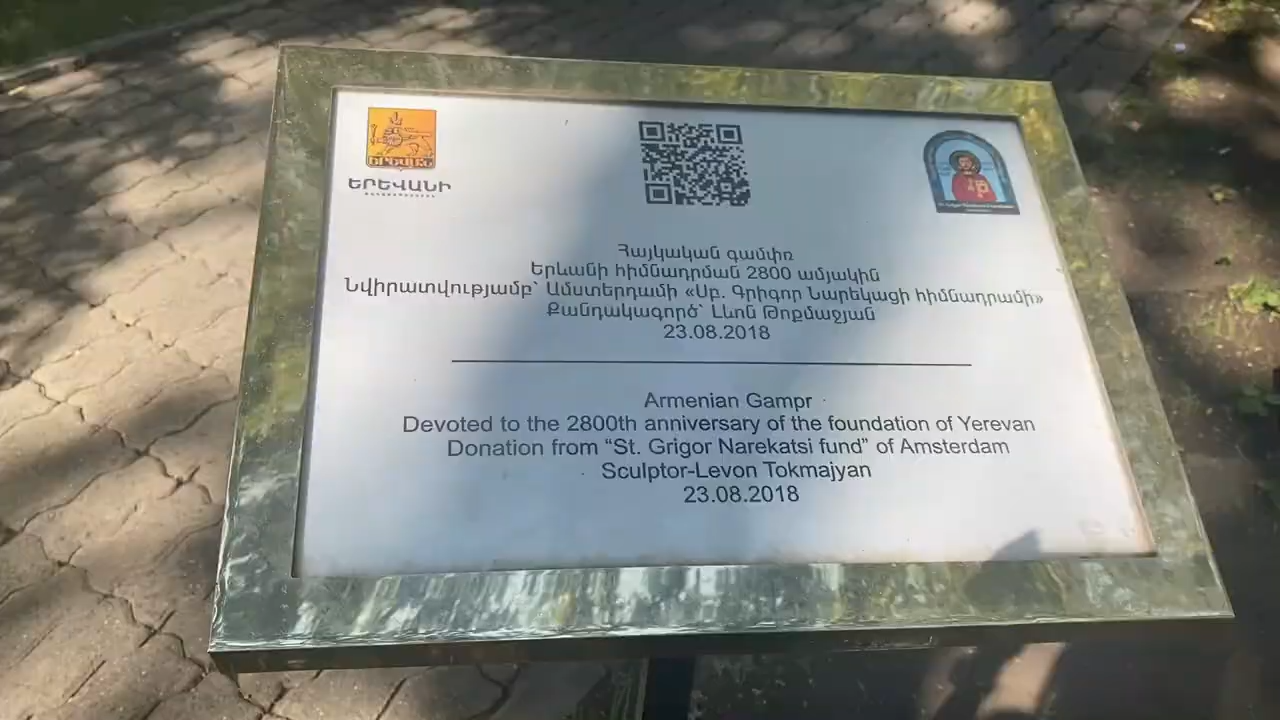 ԵՐԵՎԱՆ
ԵՐԵՎԱՆԻ
Հայկական գամփռ
Երևանի հիմնադրման 2800 ամյակին
Նվիրատվությամբ՝ Ամստերդամի «Սբ. Գրիգոր Նարեկացի հիմնադրամի»
Քանդակագործ՝ Լևոն Թոքմաջյան
23.08.2018
Armenian Gampr
Devoted to the 2800th anniversary of the foundation of Yerevan
Donation from “St. Grigor Narekatsi fund” of Amsterdam
Sculptor-Levon Tokmajyan
23.08.2018